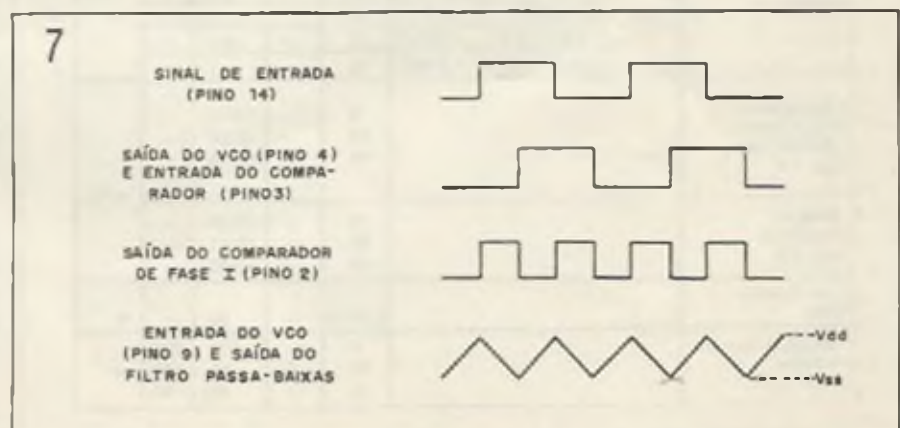 7
SINAL DE ENTRADA
(PINO 14)
SAÍDA DO VCO (PINO 4)
E ENTRADA DO COMPA-
RADOR (PINO3)
SAÍDA DO COMPARADOR
DE FASE I (PINO 2)
ENTRADA DO VCO
(PINO 9) E SAÍDA DO
FILTRO PASSA-BAIXAS
Vdd
Vss